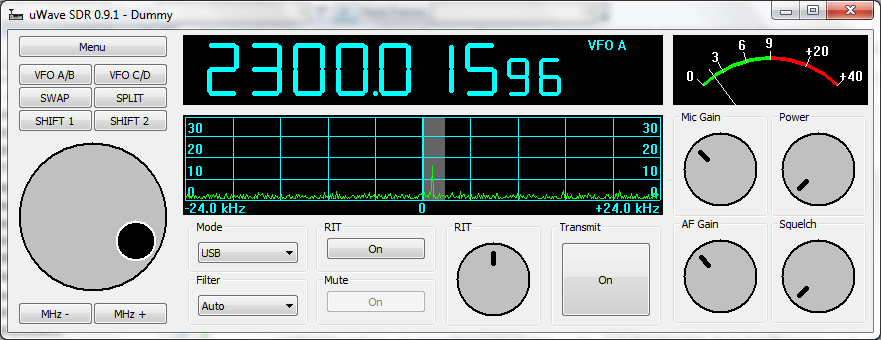 uWave SDR 0.9.1 - Dummy
Menu
VFO A/B VFO C/D
SWAP SPLIT
SHIFT 1 SHIFT 2
MHz - MHz +
2300.01596
VFO A
30 30
20 20
10 10
0 0
-24.0 kHz 0 +24.0 kHz
Mode
USB
Filter
Auto
RIT
On
Mute
On
RIT
Transmit
On
0 3 6 9 +20 +40
Mic Gain Power
AF Gain Squelch